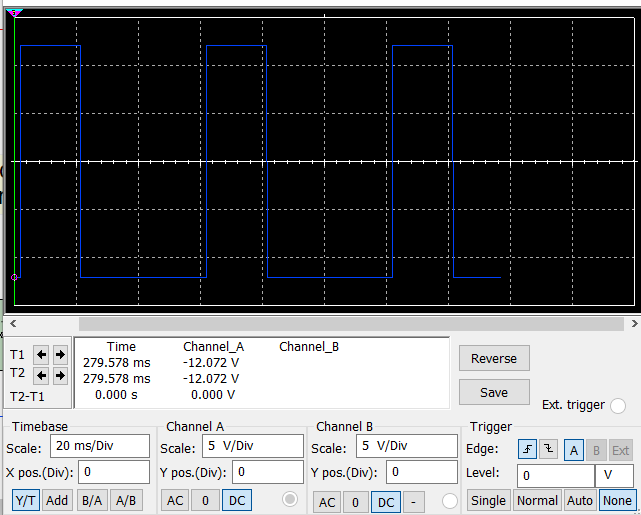 Time Channel_A Channel_B
T1 279.578 ms -12.072 V
T2 279.578 ms -12.072 V
T2-T1 0.000 s 0.000 V
Reverse
Save
Ext. trigger
Timebase
Scale: 20 ms/Div
X pos.(Div): 0
Y/T Add B/A A/B
Channel A
Scale: 5 V/Div
Y pos.(Div): 0
AC 0 DC
Channel B
Scale: 5 V/Div
Y pos.(Div): 0
AC 0 DC -
Trigger
Edge: A B Ext
Level: 0 V
Single Normal Auto None